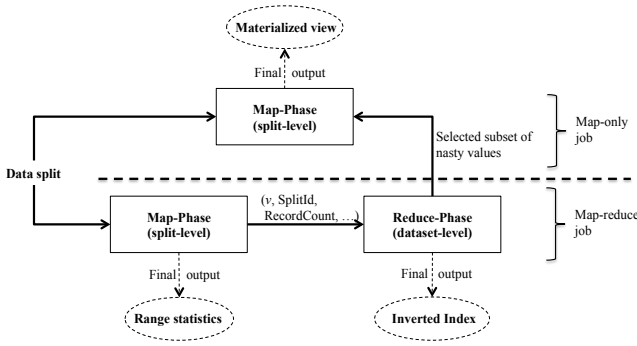 Materialized view
Final output
Map-Phase
(split-level)
Selected subset of
nasty values
Map-only
job
Data split
Map-Phase
(split-level)
(v, SplitId,
RecordCount, …)
Reduce-Phase
(dataset-level)
Map-reduce
job
Final output
Final output
Range statistics
Inverted Index